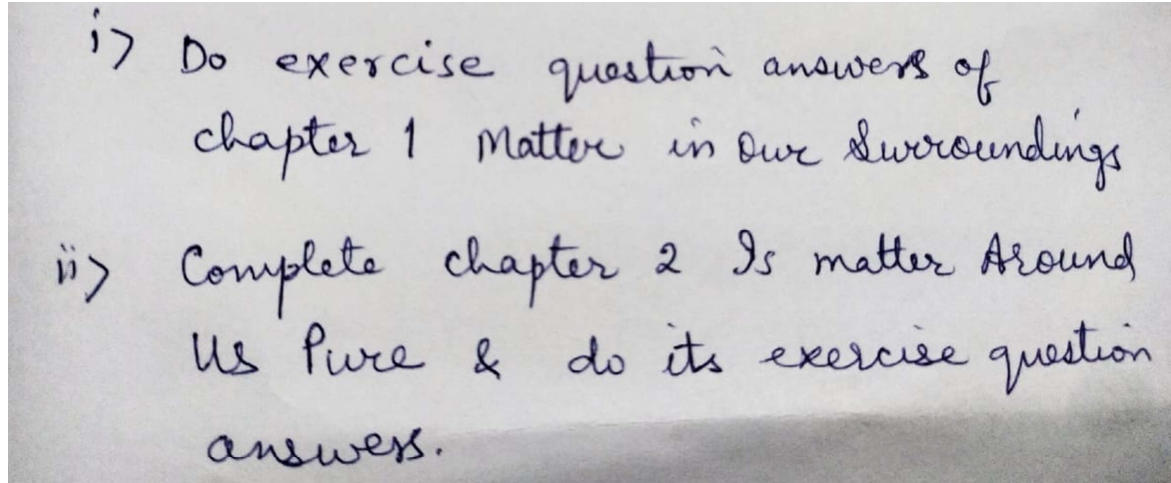 i> Do exercise question answers of
chapter 1 Matter in Our Surroundings
ii> Complete chapter 2 Is matter Around
Us Pure & do its exercise question
answers.